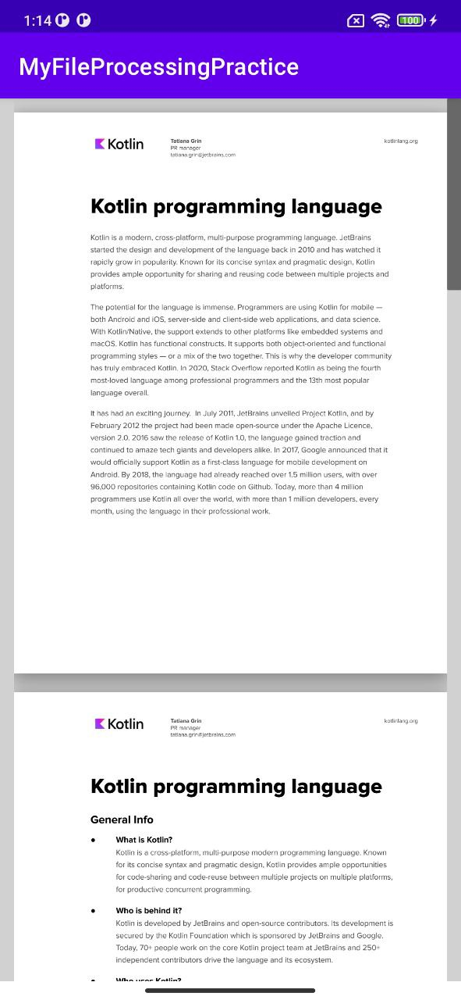 1:14
100
MyFileProcessingPractice
Kotlin
Tatiana Grin
PR manager
tatiana.grin@jetbrains.com
kotlinlang.org
Kotlin programming language
Kotlin is a modern, cross-platform, multi-purpose programming language. JetBrains
started the design and development of the language back in 2010 and has watched it
rapidly grow in popularity. Known for its concise syntax and pragmatic design, Kotlin
provides ample opportunity for sharing and reusing code between multiple projects and
platforms.
The potential for the language is immense. Programmers are using Kotlin for mobile —
both Android and iOS, server-side and client-side web applications, and data science.
With Kotlin/Native, the support extends to other platforms like embedded systems and
macOS. Kotlin has functional constructs. It supports both object-oriented and functional
programming styles — or a mix of the two together. This is why the developer community
has truly embraced Kotlin. In 2020, Stack Overflow reported Kotlin as being the fourth
most-loved language among professional programmers and the 13th most popular
language overall.
It has had an exciting journey. In July 2011, JetBrains unveiled Project Kotlin, and by
February 2012 the project had been made open-source under the Apache Licence,
version 2.0. 2016 saw the release of Kotlin 1.0, the language gained traction and
continued to amaze tech giants and developers alike. In 2017, Google announced that it
would officially support Kotlin as a first-class language for mobile development on
Android. By 2018, the language had already reached over 1.5 million users, with over
96,000 repositories containing Kotlin code on Github. Today, more than 4 million
programmers use Kotlin all over the world, with more than 1 million developers, every
month, using the language in their professional work.
Kotlin
Tatiana Grin
PR manager
tatiana.grin@jetbrains.com
kotlinlang.org
Kotlin programming language
General Info
● What is Kotlin?
Kotlin is a cross-platform, multi-purpose modern programming language. Known
for its concise syntax and pragmatic design, Kotlin provides ample opportunities
for code-sharing and code-reuse between multiple projects on multiple platforms,
for productive concurrent programming.
● Who is behind it?
Kotlin is developed by JetBrains and open-source contributors. Its development is
secured by the Kotlin Foundation which is sponsored by JetBrains and Google.
Today, 70+ people work on the core Kotlin project team at JetBrains and 250+
independent contributors drive the language and its ecosystem.
● Who uses Kotlin?